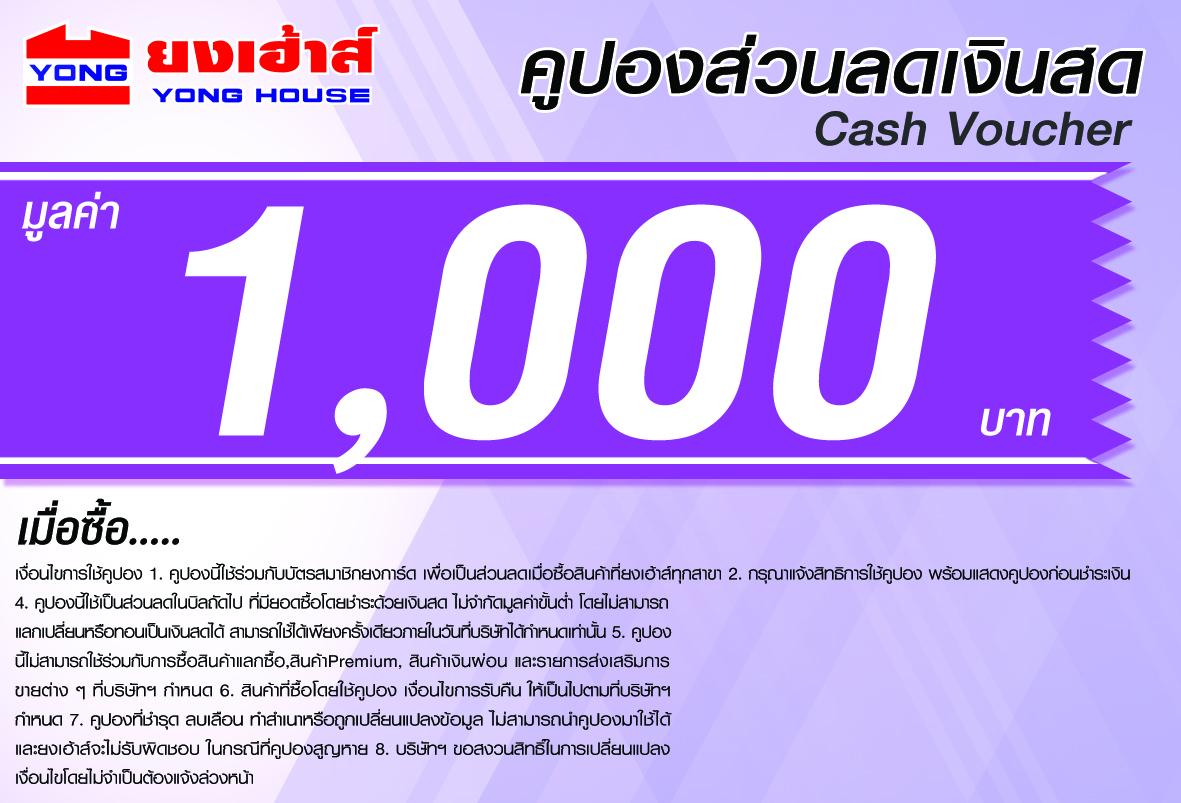 YONG
ยงเฮ้าส์
YONG HOUSE
คูปองส่วนลดเงินสด
Cash Voucher
มูลค่า
1,000
บาท
เมื่อซื้อ.....
เงื่อนไขการใช้คูปอง 1. คูปองนี้ใช้ร่วมกับบัตรสมาชิกยงการ์ด เพื่อเป็นส่วนลดเมื่อซื้อสินค้าที่ยงเฮ้าส์ทุกสาขา 2. กรุณาแจ้งสิทธิการใช้คูปอง พร้อมแสดงคูปองก่อนชำระเงิน
4. คูปองนี้ใช้เป็นส่วนลดในบิลถัดไป ที่มียอดซื้อโดยชำระด้วยเงินสด ไม่จำกัดมูลค่าขั้นต่ำ โดยไม่สามารถ
แลกเปลี่ยนหรือทอนเป็นเงินสดได้ สามารถใช้ได้เพียงครั้งเดียวภายในวันที่บริษัทได้กำหนดเท่านั้น 5. คูปอง
นี้ไม่สามารถใช้ร่วมกับการซื้อสินค้าแลกซื้อ,สินค้าPremium, สินค้าเงินผ่อน และรายการส่งเสริมการ
ขายต่าง ๆ ที่บริษัทฯ กำหนด 6. สินค้าที่ซื้อโดยใช้คูปอง เงื่อนไขการรับคืน ให้เป็นไปตามที่บริษัทฯ
กำหนด 7. คูปองที่ชำรุด ลบเลือน ทำสำเนาหรือถูกเปลี่ยนแปลงข้อมูล ไม่สามารถนำคูปองมาใช้ได้
และยงเฮ้าส์จะไม่รับผิดชอบ ในกรณีที่คูปองสูญหาย 8. บริษัทฯ ขอสงวนสิทธิ์ในการเปลี่ยนแปลง
เงื่อนไขโดยไม่จำเป็นต้องแจ้งล่วงหน้า